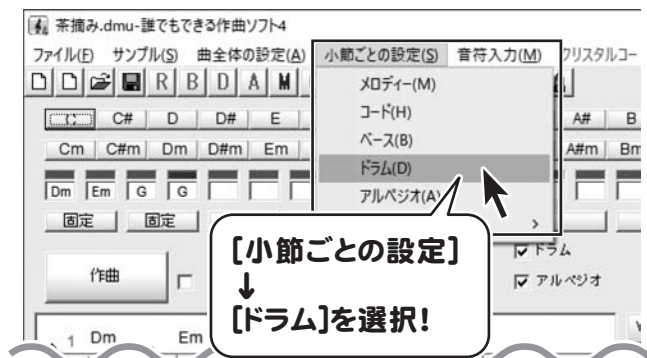 茶摘み.dmu-誰でもできる作曲ソフト4
ファイル(F) サンプル(S) 曲全体の設定(A) 小節ごとの設定(S) 音符入力(M) クリスタルコー
R B D A M
メロディー(M)
コード(H)
ベース(B)
ドラム(D)
アルペジオ(A)
C# D D# E A# B
Cm C#m Dm D#m Em A#m Bm
Dm Em G G
固定 固定
作曲
ドラム
アルペジオ
[小節ごとの設定]
↓
[ドラム]を選択!
1 Dm Em